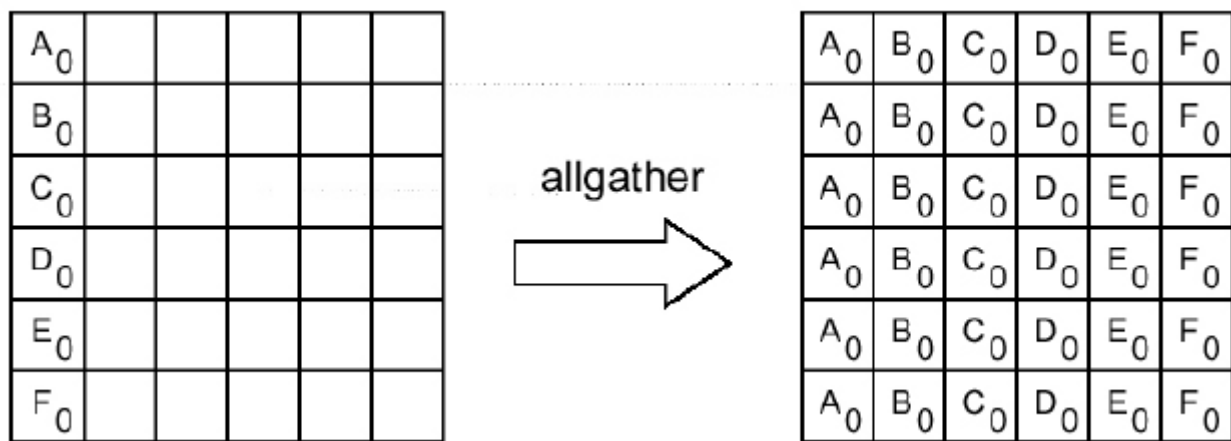 A0 A0 B0 C0 D0 E0 F0
B0 A0 B0 C0 D0 E0 F0
allgather
C0 A0 B0 C0 D0 E0 F0
D0 A0 B0 C0 D0 E0 F0
E0 A0 B0 C0 D0 E0 F0
F0 A0 B0 C0 D0 E0 F0